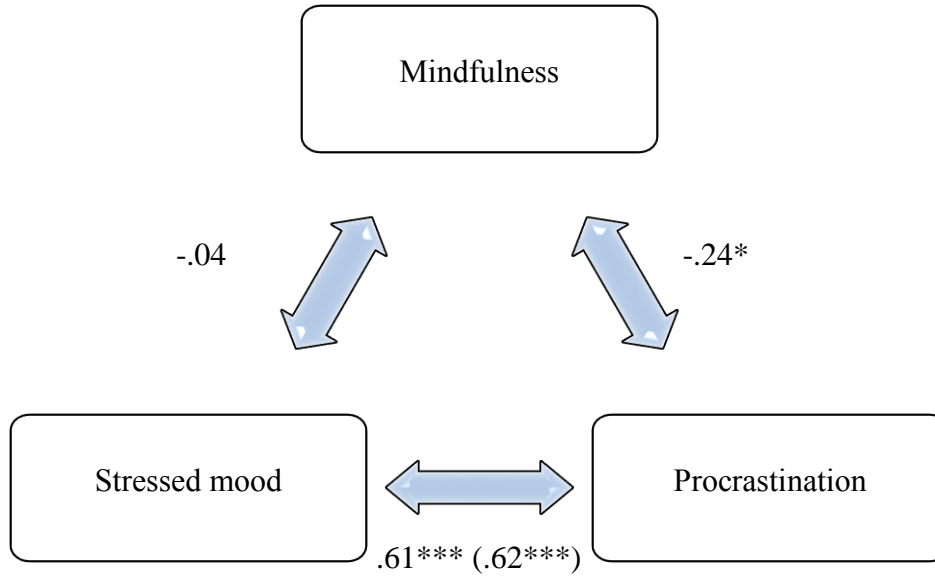 Mindfulness
-.04
-.24*
Stressed mood
Procrastination
.61*** (.62***)